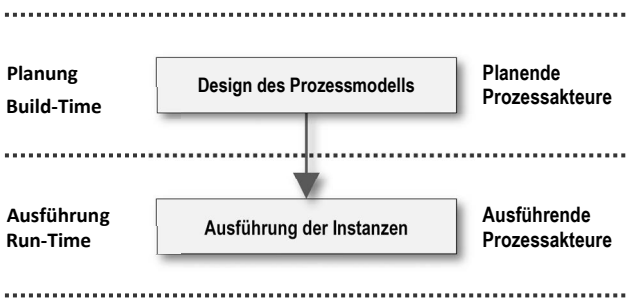 Planung
Build-Time
Design des Prozessmodells
Planende
Prozessakteure
Ausführung
Run-Time
Ausführung der Instanzen
Ausführende
Prozessakteure